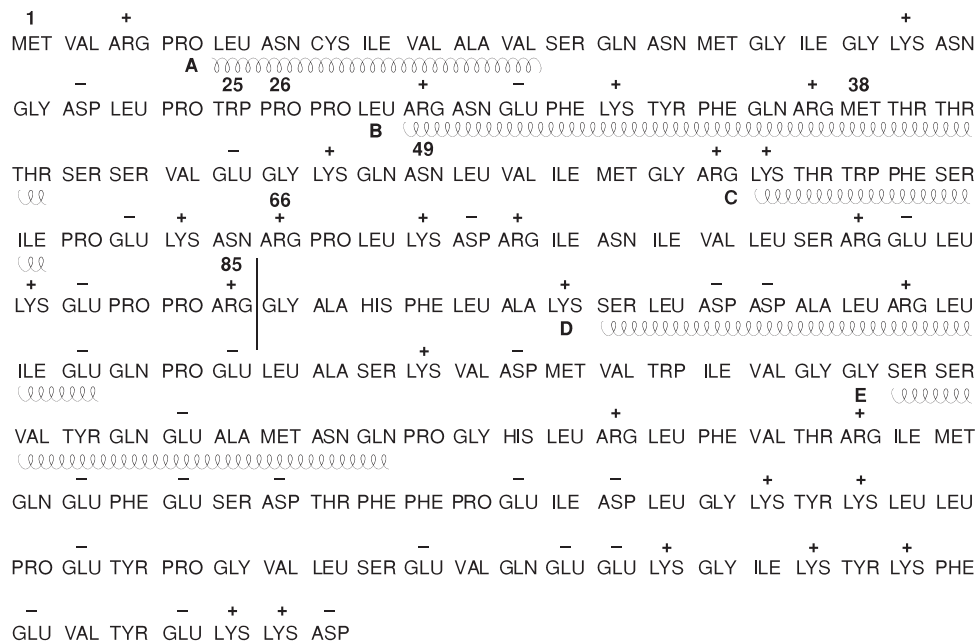 1 +
MET VAL ARG PRO LEU ASN CYS ILE VAL ALA VAL SER GLN ASN MET GLY ILE GLY LYS ASN
+
A
− 25 26 + − + + 38
GLY ASP LEU PRO TRP PRO PRO LEU ARG ASN GLU PHE LYS TYR PHE GLN ARG MET THR THR
B
− + 49 + +
THR SER SER VAL GLU GLY LYS GLN ASN LEU VAL ILE MET GLY ARG LYS THR TRP PHE SER
C
66
− + + + − + + −
ILE PRO GLU LYS ASN ARG PRO LEU LYS ASP ARG ILE ASN ILE VAL LEU SER ARG GLU LEU
85
+ − + + − − +
LYS GLU PRO PRO ARG GLY ALA HIS PHE LEU ALA LYS SER LEU ASP ASP ALA LEU ARG LEU
D
− − + −
ILE GLU GLN PRO GLU LEU ALA SER LYS VAL ASP MET VAL TRP ILE VAL GLY GLY SER SER
E
− + +
VAL TYR GLN GLU ALA MET ASN GLN PRO GLY HIS LEU ARG LEU PHE VAL THR ARG ILE MET
− − − − − + +
GLN GLU PHE GLU SER ASP THR PHE PHE PRO GLU ILE ASP LEU GLY LYS TYR LYS LEU LEU
− − − − + + +
PRO GLU TYR PRO GLY VAL LEU SER GLU VAL GLN GLU GLU LYS GLY ILE LYS TYR LYS PHE
− − + + −
GLU VAL TYR GLU LYS LYS ASP